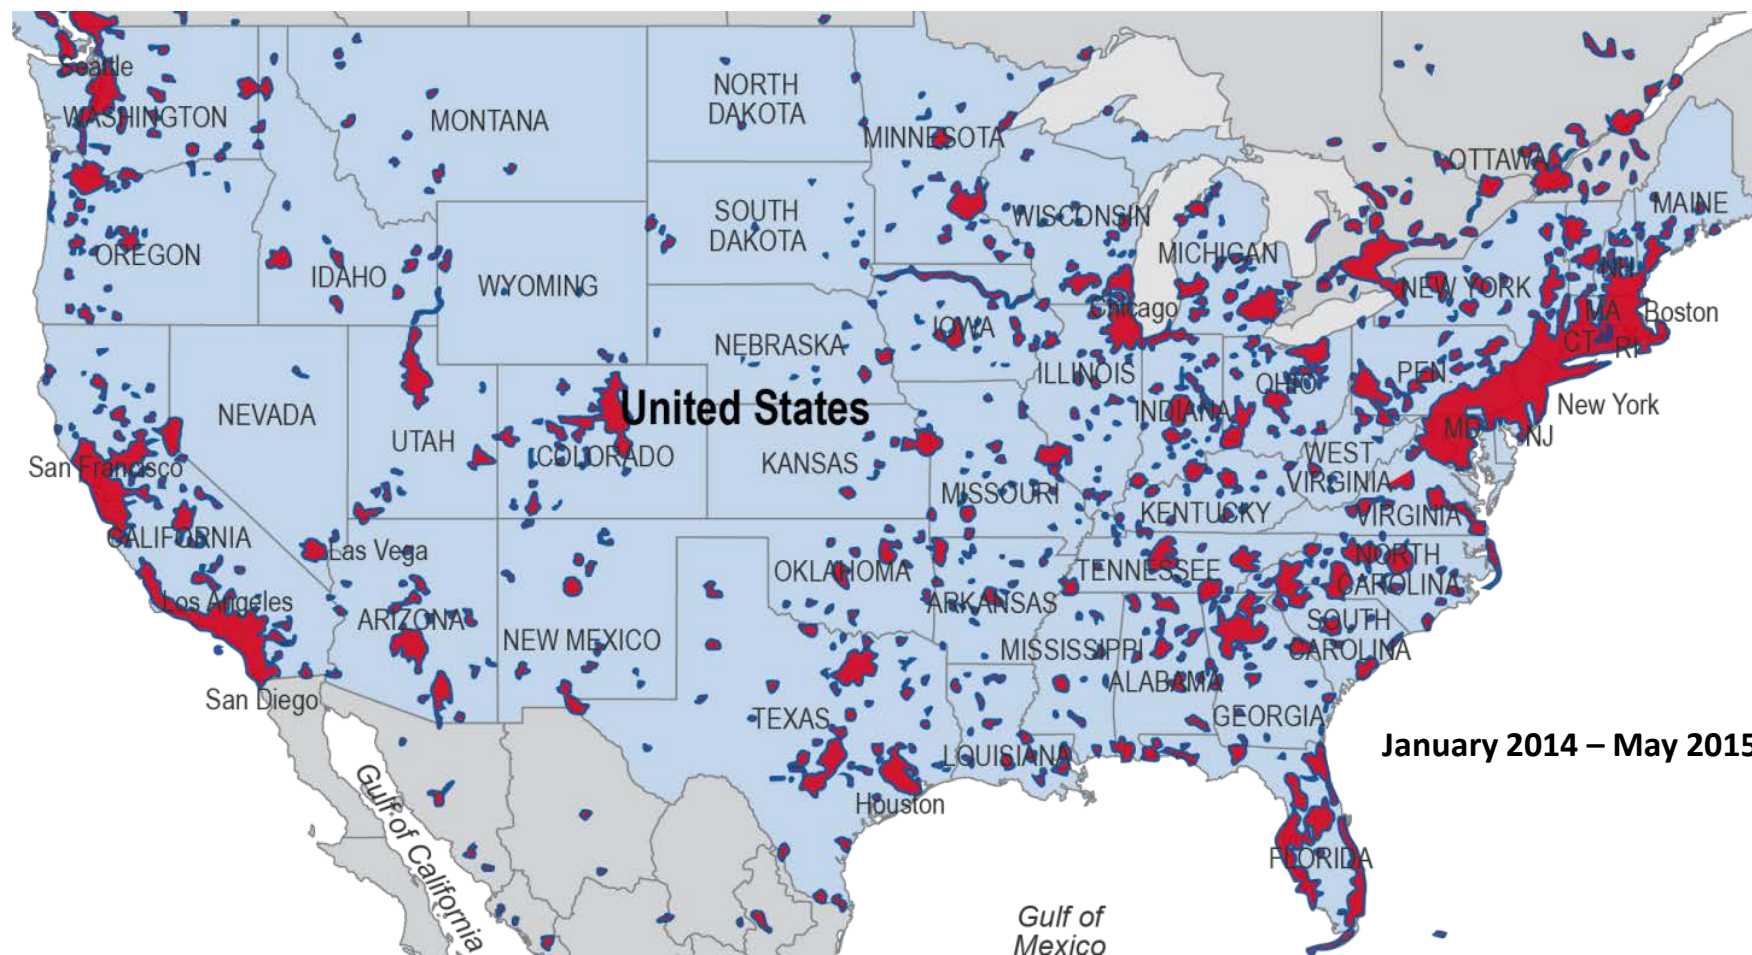 Seattle
WASHINGTON
MONTANA
NORTH
DAKOTA
MINNESOTA
OTTAWA
MAINE
SOUTH
DAKOTA
WISCONSIN
MICHIGAN
OREGON
IDAHO
WYOMING
NEW YORK
NH
MA
Boston
CT
RI
Chicago
IOWA
NEBRASKA
ILLINOIS
OHIO
PEN.
INDIANA
NEVADA
UTAH
COLORADO
United States
KANSAS
New York
MD
NJ
WEST
VIRGINIA
San Francisco
CALIFORNIA
MISSOURI
KENTUCKY
VIRGINIA
Las Vega
OKLAHOMA
TENNESSEE
NORTH
CAROLINA
Los Angeles
ARIZONA
NEW MEXICO
ARKANSAS
SOUTH
CAROLINA
MISSISSIPPI
ALABAMA
San Diego
TEXAS
GEORGIA
LOUISIANA
January 2014 – May 2015
Houston
Gulf of California
FLORIDA
Gulf of
Mexico